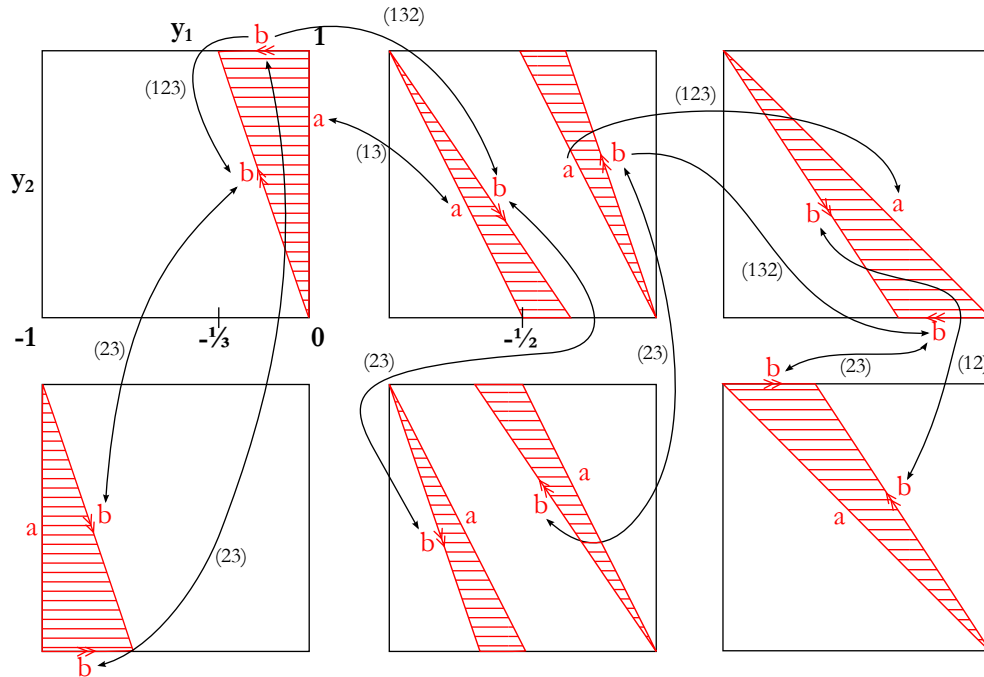 y₁ b 1 (132)
(123) (123)
a
(13)
b b b
y₂ a a a
b
(132)
-1 -⅓ 0 -½
b
(23) (23) (23) b (23) (12)
a b a b
b a
b a
(23)
b